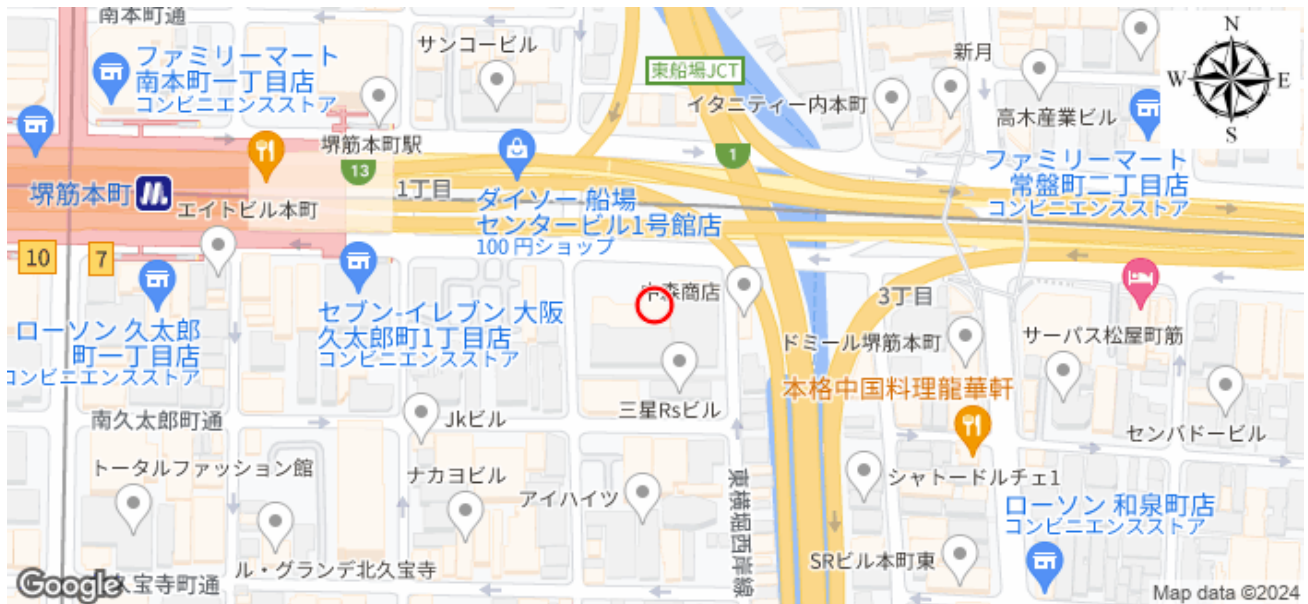 南本町通
サンコービル
ファミリーマート
南本町一丁目店
コンビニエンスストア
東船場JCT
新月
N
W
E
S
イタニティー内本町
高木産業ビル
堺筋本町駅
13
1
ファミリーマート
常盤町二丁目店
コンビニエンスストア
堺筋本町
エイトビル本町
1丁目
ダイソー 船場
センタービル1号館店
100 円ショップ
10
7
ローソン 久太郎
町一丁目店
コンビニエンスストア
セブン-イレブン 大阪
久太郎町1丁目店
コンビニエンスストア
中森商店
3丁目
ドミール堺筋本町
サーパス松屋町筋
本格中国料理龍華軒
南久太郎町通
Jkビル
三星Rsビル
センバドービル
トータルファッション館
ナカヨビル
アイハイツ
東横堀西岸線
シャトードルチェ1
ローソン 和泉町店
コンビニエンスストア
SRビル本町東
ル・グランデ北久宝寺
Google
久宝寺町通
Map data ©2024